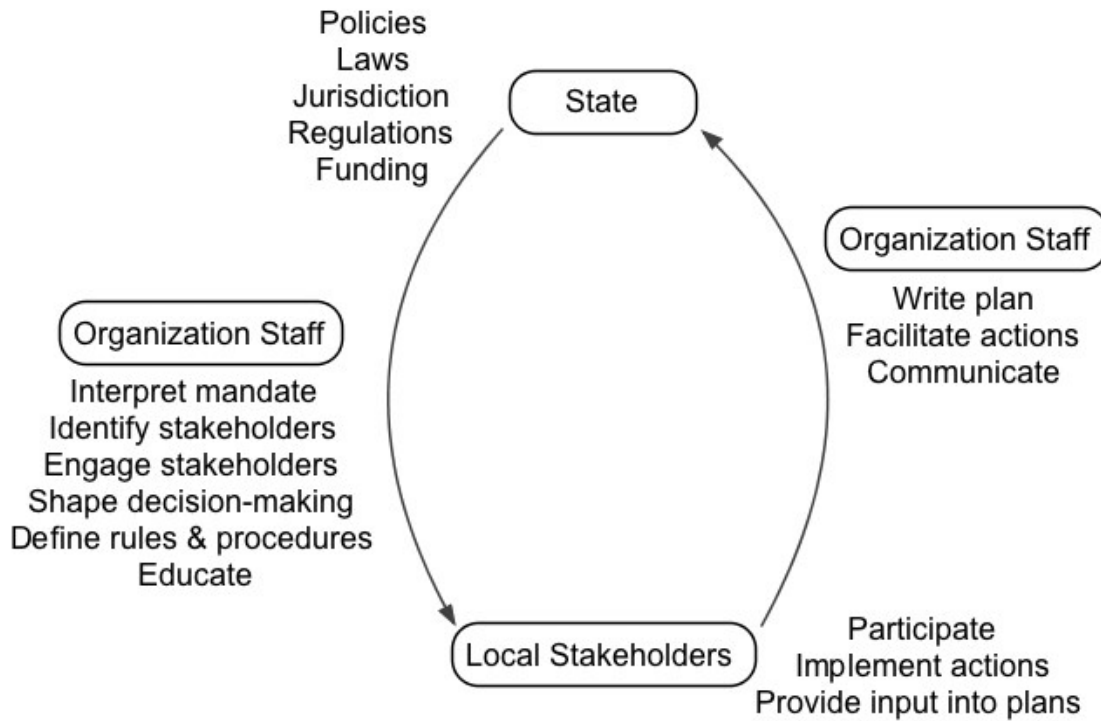 Policies
Laws
Jurisdiction
Regulations
Funding
State
Organization Staff
Write plan
Facilitate actions
Communicate
Organization Staff
Interpret mandate
Identify stakeholders
Engage stakeholders
Shape decision-making
Define rules & procedures
Educate
Local Stakeholders
Participate
Implement actions
Provide input into plans